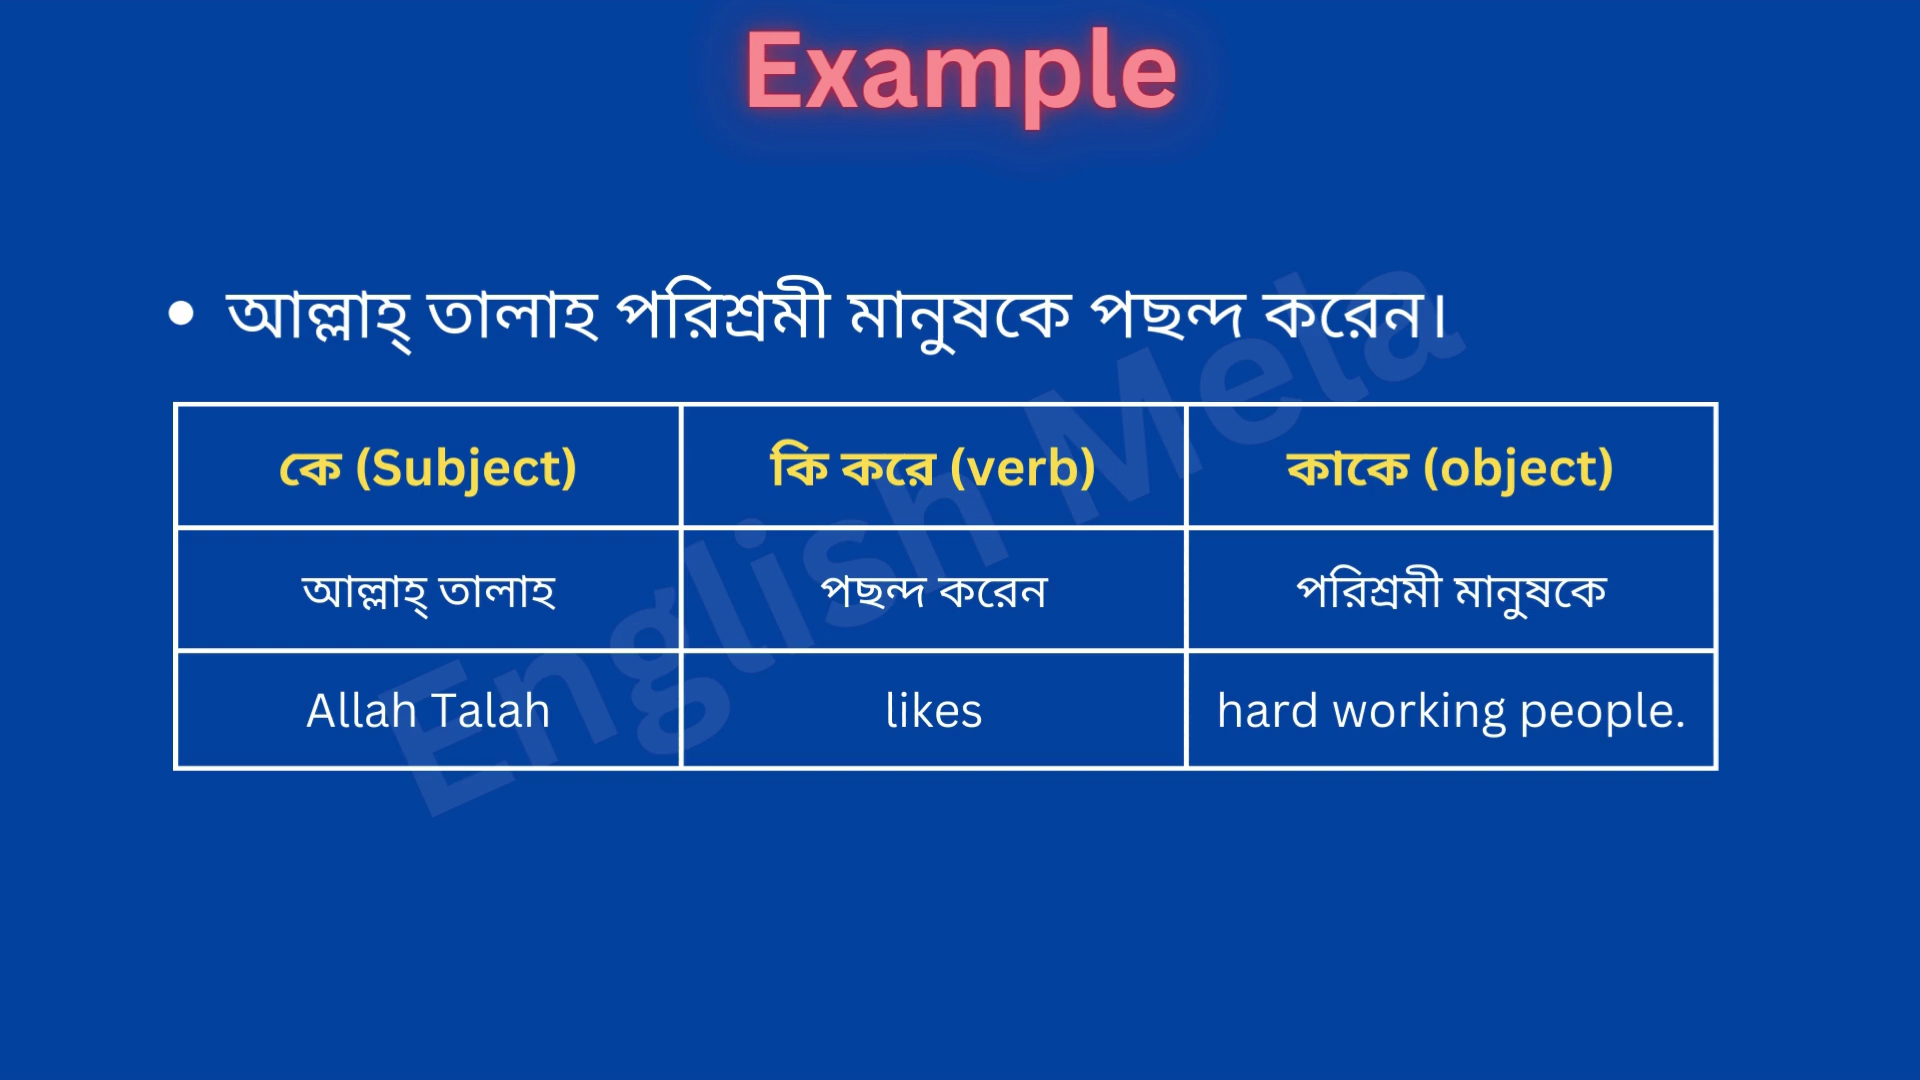 Example
• আল্লাহ্ তালাহ পরিশ্রমী মানুষকে পছন্দ করেন।
কে (Subject) কি করে (verb) কাকে (object)
আল্লাহ্ তালাহ পছন্দ করেন পরিশ্রমী মানুষকে
Allah Talah likes hard working people.
English Mela